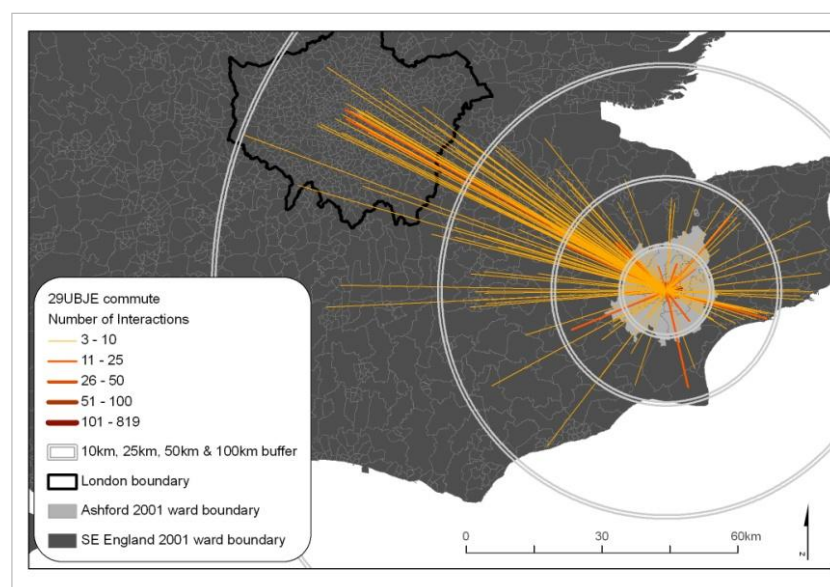 29UBJE commute
Number of Interactions
3 - 10
11 - 25
26 - 50
51 - 100
101 - 819
10km, 25km, 50km & 100km buffer
London boundary
Ashford 2001 ward boundary
SE England 2001 ward boundary
0 30 60km
N